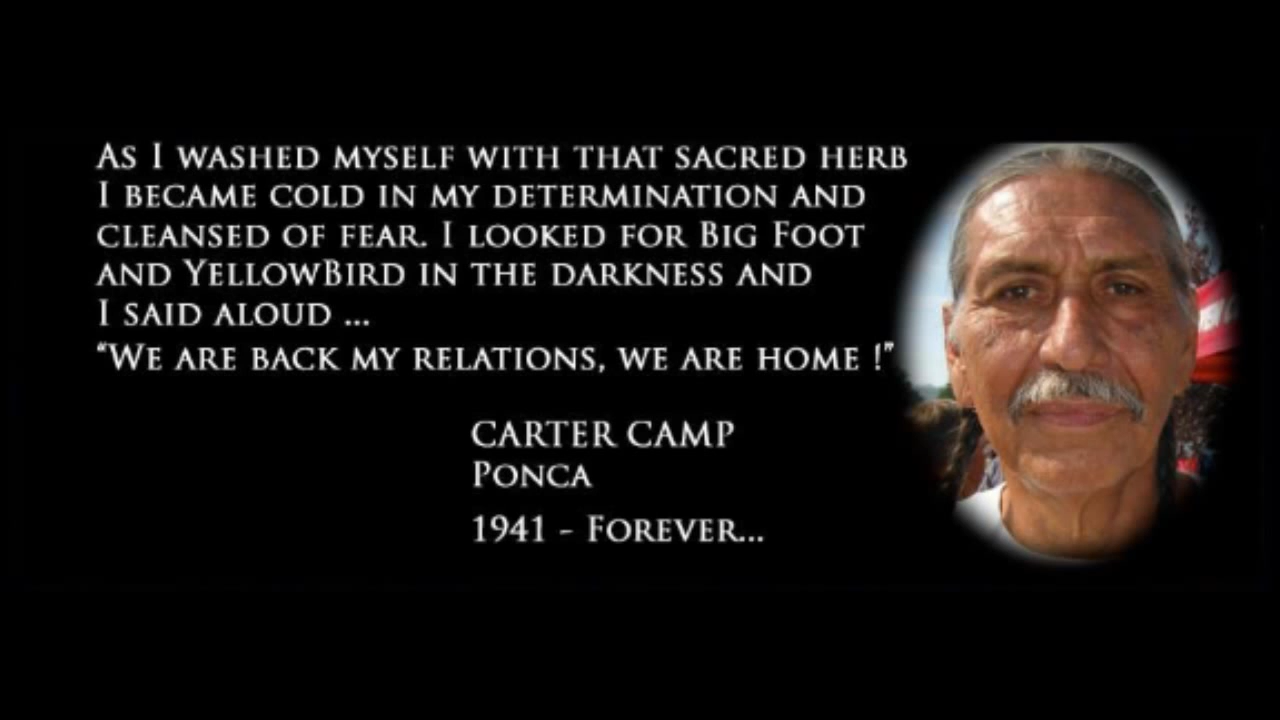 As I washed myself with that sacred herb
I became cold in my determination and
cleansed of fear. I looked for Big Foot
and YellowBird in the darkness and
I said aloud ...
“We are back my relations, we are home !”
CARTER CAMP
Ponca
1941 - Forever...